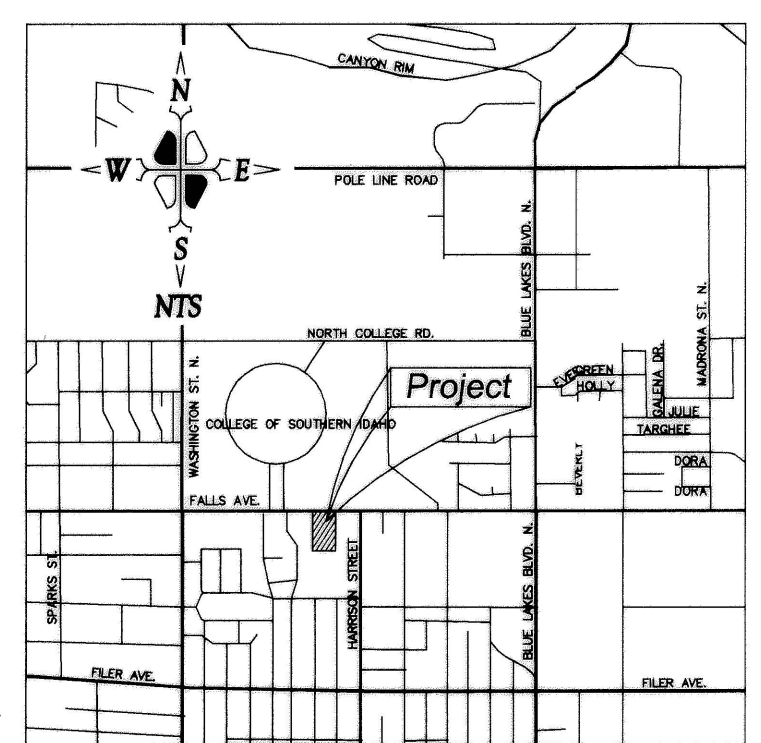 CANYON RIM
N
W
E
S
NTS
POLE LINE ROAD
BLUE LAKES BLVD. N.
MADRONA ST. N.
NORTH COLLEGE RD.
WASHINGTON ST. N.
Project
EVERGREEN
HOLLY
GALENA DR.
JULIE
TARGHEE
COLLEGE OF SOUTHERN IDAHO
BEVERLY
DORA
DORA
FALLS AVE.
SPARKS ST.
HARRISON STREET
BLUE LAKES BLVD. N.
FILER AVE.
FILER AVE.